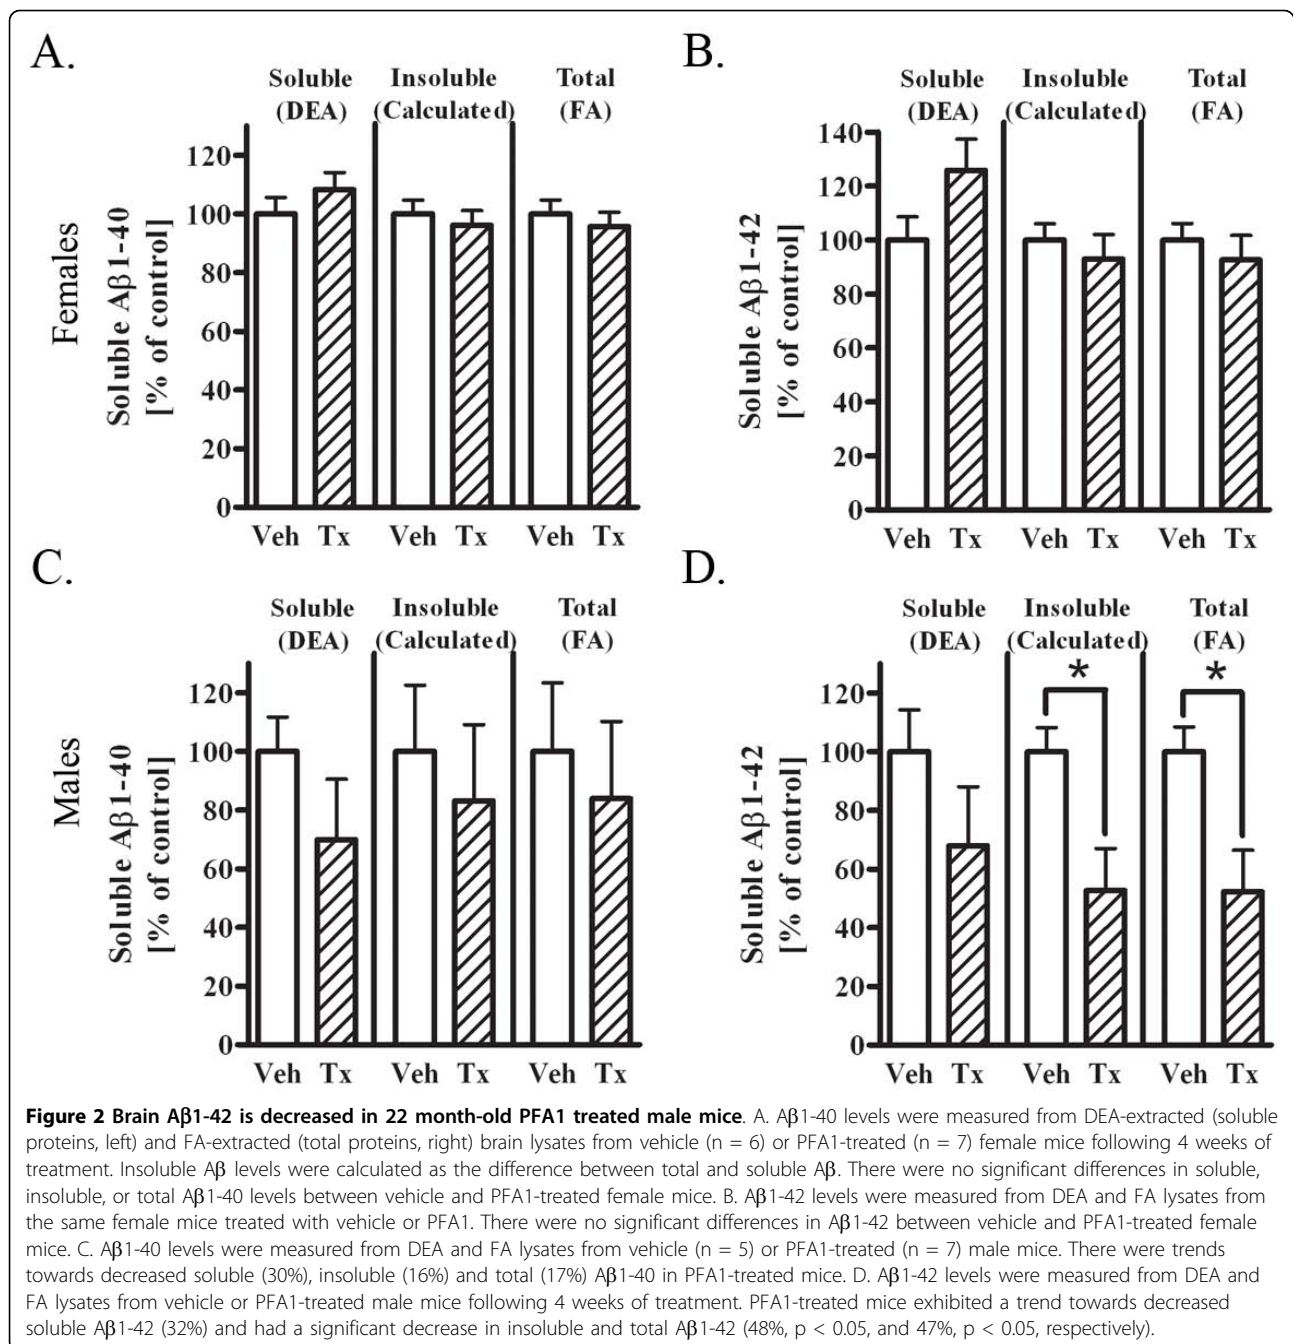 A.
Soluble Insoluble Total
(DEA) (Calculated) (FA)
Females
Soluble Aβ1-40
[% of control]
120
100
80
60
40
20
0
Veh Tx Veh Tx Veh Tx
B.
Soluble Insoluble Total
(DEA) (Calculated) (FA)
Soluble Aβ1-42
[% of control]
140
120
100
80
60
40
20
0
Veh Tx Veh Tx Veh Tx
C.
Soluble Insoluble Total
(DEA) (Calculated) (FA)
Males
Soluble Aβ1-40
[% of control]
120
100
80
60
40
20
0
Veh Tx Veh Tx Veh Tx
D.
Soluble Insoluble Total
(DEA) (Calculated) (FA)
* *
Soluble Aβ1-42
[% of control]
120
100
80
60
40
20
0
Veh Tx Veh Tx Veh Tx
Figure 2 Brain Aβ1-42 is decreased in 22 month-old PFA1 treated male mice. A. Aβ1-40 levels were measured from DEA-extracted (soluble
proteins, left) and FA-extracted (total proteins, right) brain lysates from vehicle (n = 6) or PFA1-treated (n = 7) female mice following 4 weeks of
treatment. Insoluble Aβ levels were calculated as the difference between total and soluble Aβ. There were no significant differences in soluble,
insoluble, or total Aβ1-40 levels between vehicle and PFA1-treated female mice. B. Aβ1-42 levels were measured from DEA and FA lysates from
the same female mice treated with vehicle or PFA1. There were no significant differences in Aβ1-42 between vehicle and PFA1-treated female
mice. C. Aβ1-40 levels were measured from DEA and FA lysates from vehicle (n = 5) or PFA1-treated (n = 7) male mice. There were trends
towards decreased soluble (30%), insoluble (16%) and total (17%) Aβ1-40 in PFA1-treated mice. D. Aβ1-42 levels were measured from DEA and
FA lysates from vehicle or PFA1-treated male mice following 4 weeks of treatment. PFA1-treated mice exhibited a trend towards decreased
soluble Aβ1-42 (32%) and had a significant decrease in insoluble and total Aβ1-42 (48%, p < 0.05, and 47%, p < 0.05, respectively).